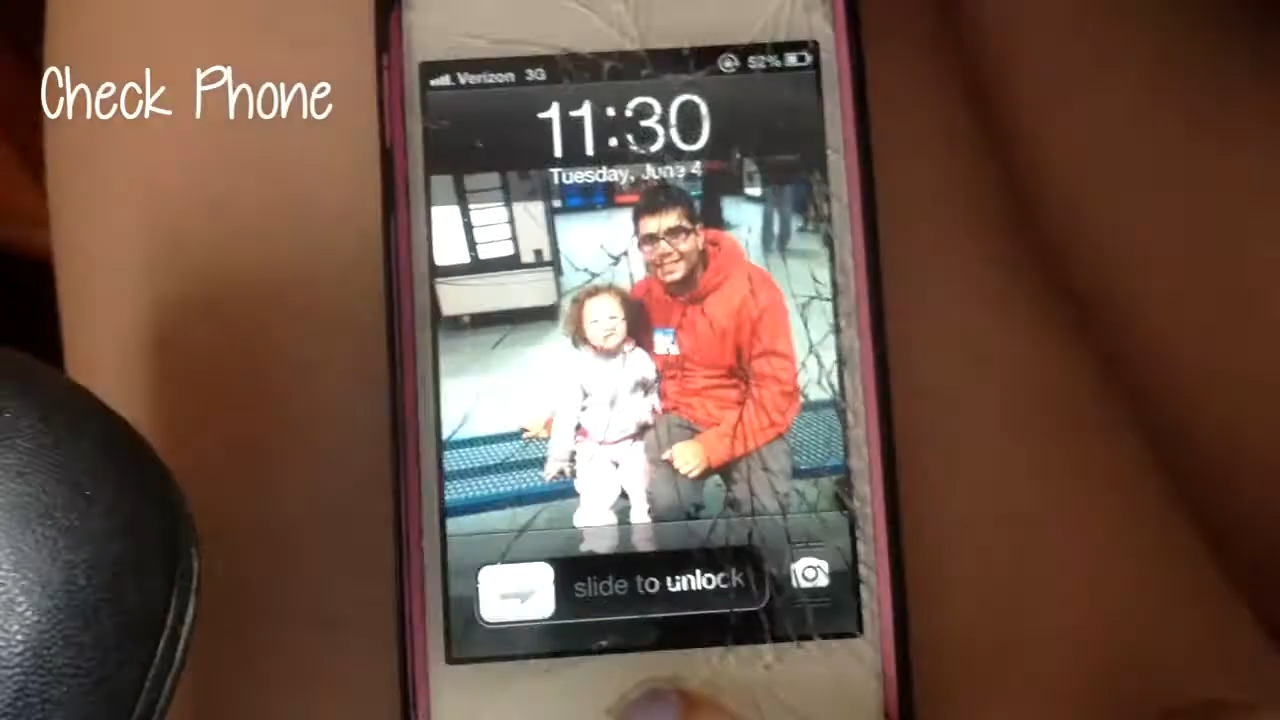 Check Phone
Verizon 3G
52%
11:30
Tuesday, June 4
slide to unlock